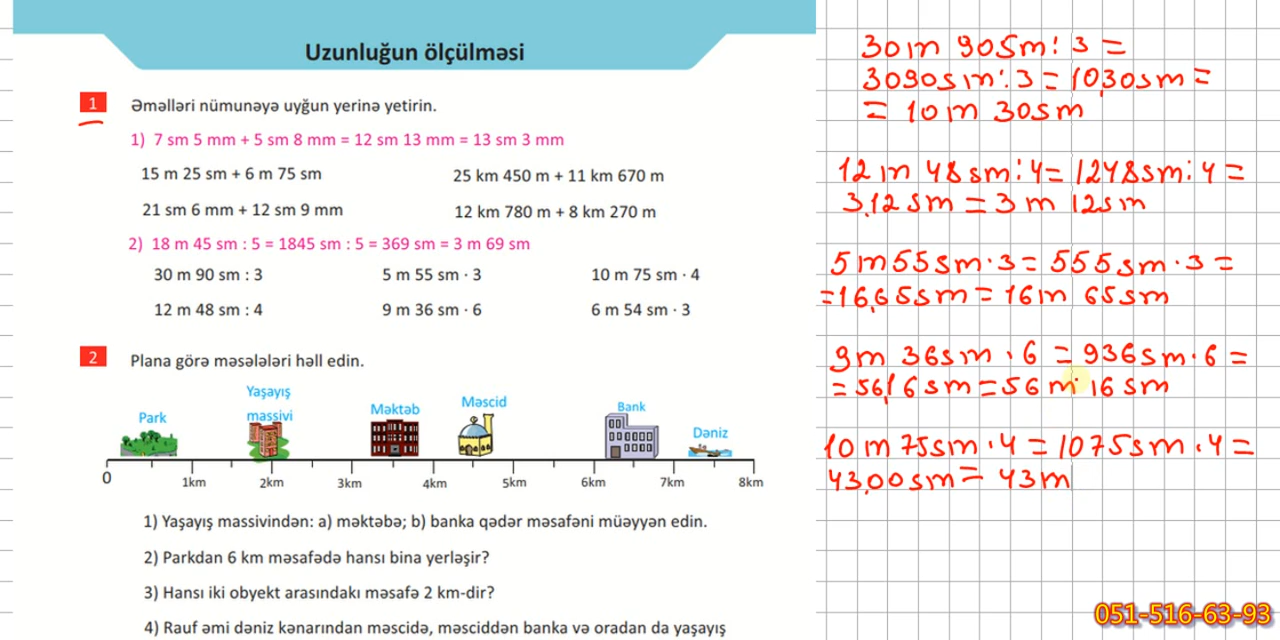 Uzunluğun ölçülməsi
1 Əməlləri nümunəyə uyğun yerinə yetirin.
1) 7 sm 5 mm + 5 sm 8 mm = 12 sm 13 mm = 13 sm 3 mm
15 m 25 sm + 6 m 75 sm 25 km 450 m + 11 km 670 m
21 sm 6 mm + 12 sm 9 mm 12 km 780 m + 8 km 270 m
2) 18 m 45 sm : 5 = 1845 sm : 5 = 369 sm = 3 m 69 sm
30 m 90 sm : 3 5 m 55 sm · 3 10 m 75 sm · 4
12 m 48 sm : 4 9 m 36 sm · 6 6 m 54 sm · 3
2 Plana görə məsələləri həll edin.
Park
Yaşayış
massivi
Məktəb
Məscid
Bank
Dəniz
0 1km 2km 3km 4km 5km 6km 7km 8km
1) Yaşayış massivindən: a) məktəbə; b) banka qədər məsafəni müəyyən edin.
2) Parkdan 6 km məsafədə hansı bina yerləşir?
3) Hansı iki obyekt arasındakı məsafə 2 km-dir?
4) Rauf əmi dəniz kənarından məscidə, məsciddən banka və oradan da yaşayış
30 m 90 sm : 3 =
3090 sm : 3 = 10,30 sm =
= 10 m 30 sm
12 m 48 sm : 4 = 1248 sm : 4 =
3,12 sm = 3 m 12 sm
5 m 55 sm · 3 = 555 sm · 3 =
= 16,65 sm = 16 m 65 sm
9 m 36 sm · 6 = 936 sm · 6 =
= 56,16 sm = 56 m 16 sm
10 m 75 sm · 4 = 1075 sm · 4 =
43,00 sm = 43 m
051-516-63-93